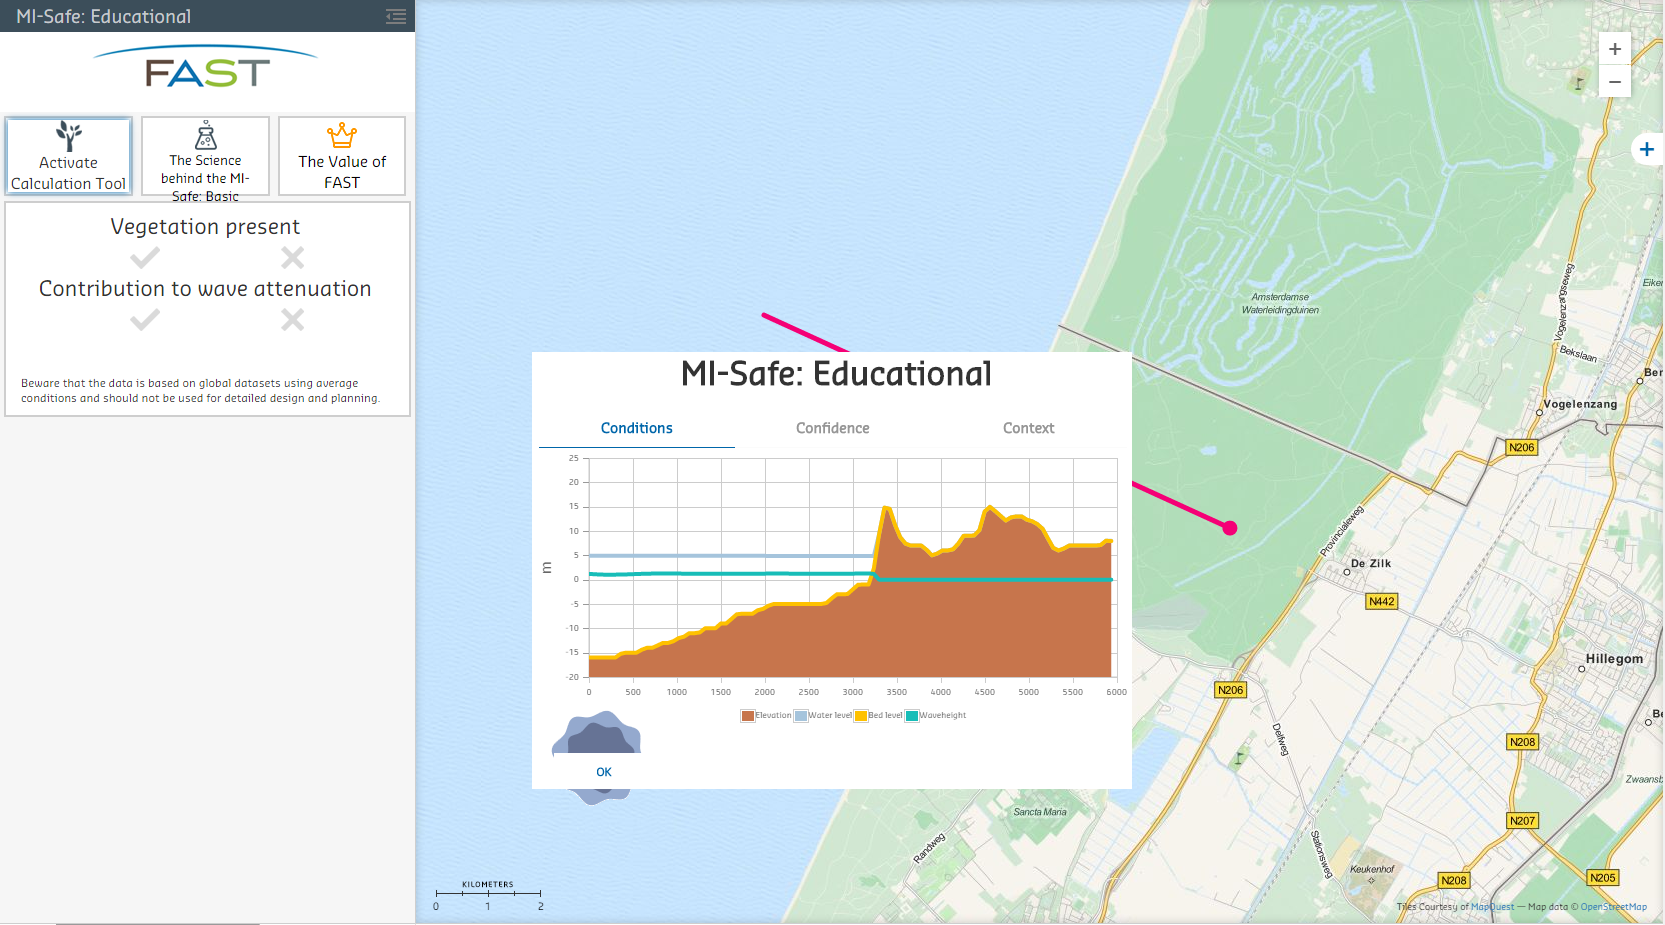 MI-Safe: Educational
FAST
Activate
Calculation Tool
The Science
behind the MI-
Safe: Basic
The Value of
FAST
Vegetation present
Contribution to wave attenuation
Beware that the data is based on global datasets using average
conditions and should not be used for detailed design and planning.
+
−
+
Amsterdamse
Waterleidingduinen
Vogelenzangseweg
Eike
Bekslaan
Ben
Vogelenzang
N206
Provincialeweg
De Zilk
N442
Hillegom
N206
Be
Delfweg
N208
Zwaanst
N207
Sancta Maria
Randweg
Stationsweg
Keukenhof
N208
N205
MI-Safe: Educational
Conditions Confidence Context
m
25
20
15
10
5
0
-5
-10
-15
-20
0 500 1000 1500 2000 2500 3000 3500 4000 4500 5000 5500 6000
Elevation Water level Bed level Waveheight
OK
KILOMETERS
0 1 2
Tiles Courtesy of MapQuest — Map data © OpenStreetMap